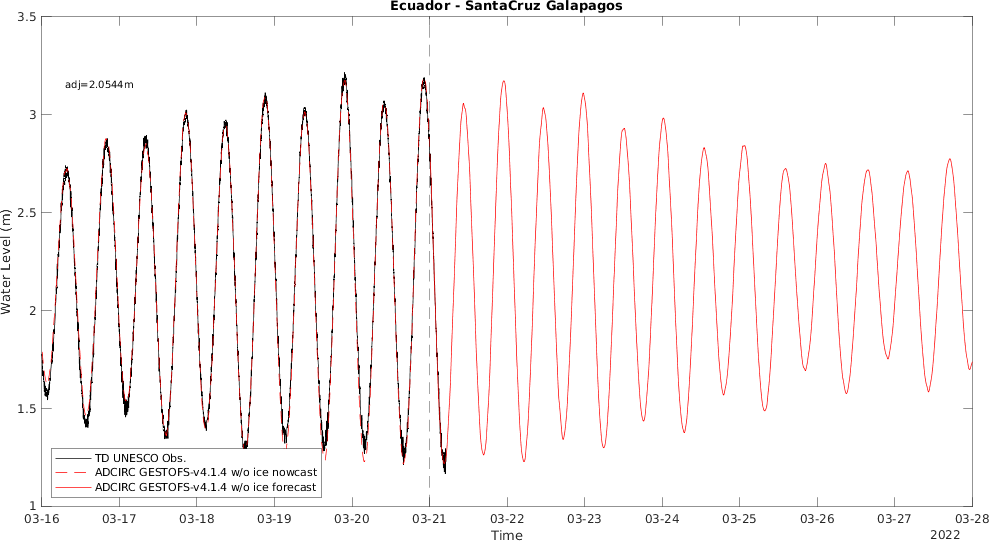 Ecuador - SantaCruz Galapagos
3.5
adj=2.0544m
3
2.5
Water Level (m)
2
1.5
TD UNESCO Obs.
ADCIRC GESTOFS-v4.1.4 w/o ice nowcast
ADCIRC GESTOFS-v4.1.4 w/o ice forecast
1
03-16 03-17 03-18 03-19 03-20 03-21 03-22 03-23 03-24 03-25 03-26 03-27 03-28
Time
2022